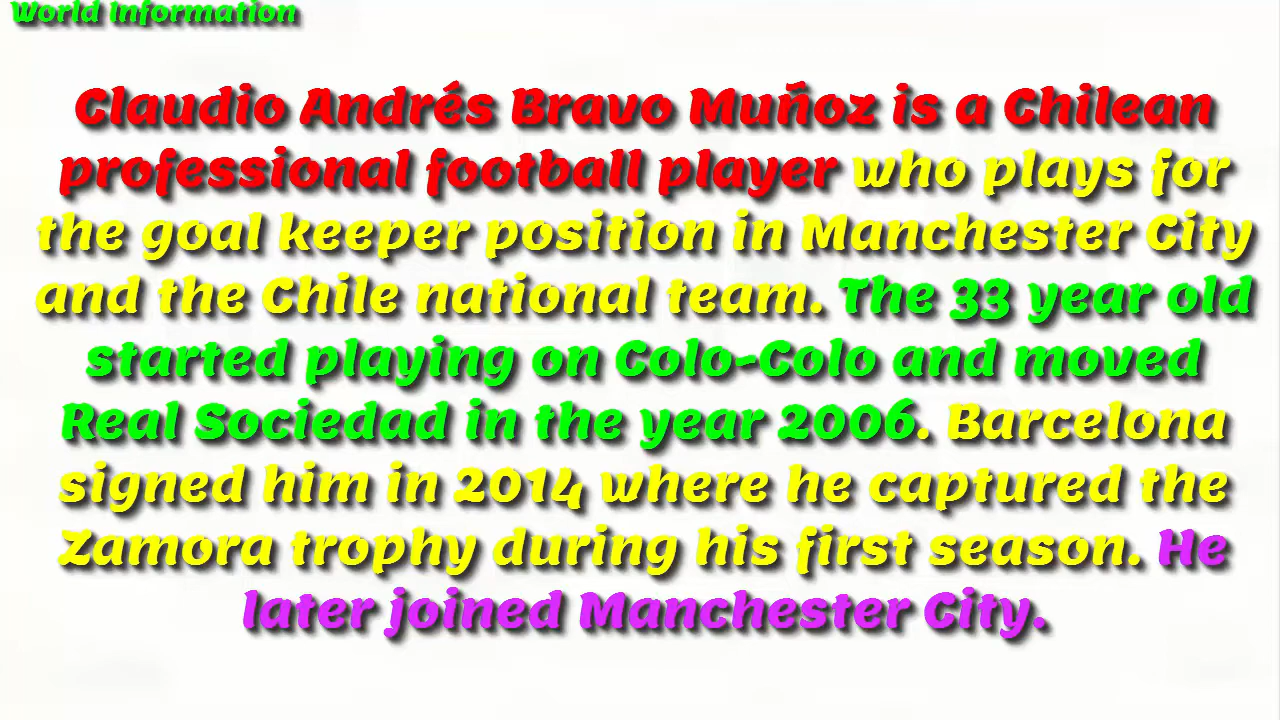 World Information
Claudio Andrés Bravo Muñoz is a Chilean
professional football player who plays for
the goal keeper position in Manchester City
and the Chile national team. The 33 year old
started playing on Colo-Colo and moved
Real Sociedad in the year 2006. Barcelona
signed him in 2014 where he captured the
Zamora trophy during his first season. He
later joined Manchester City.